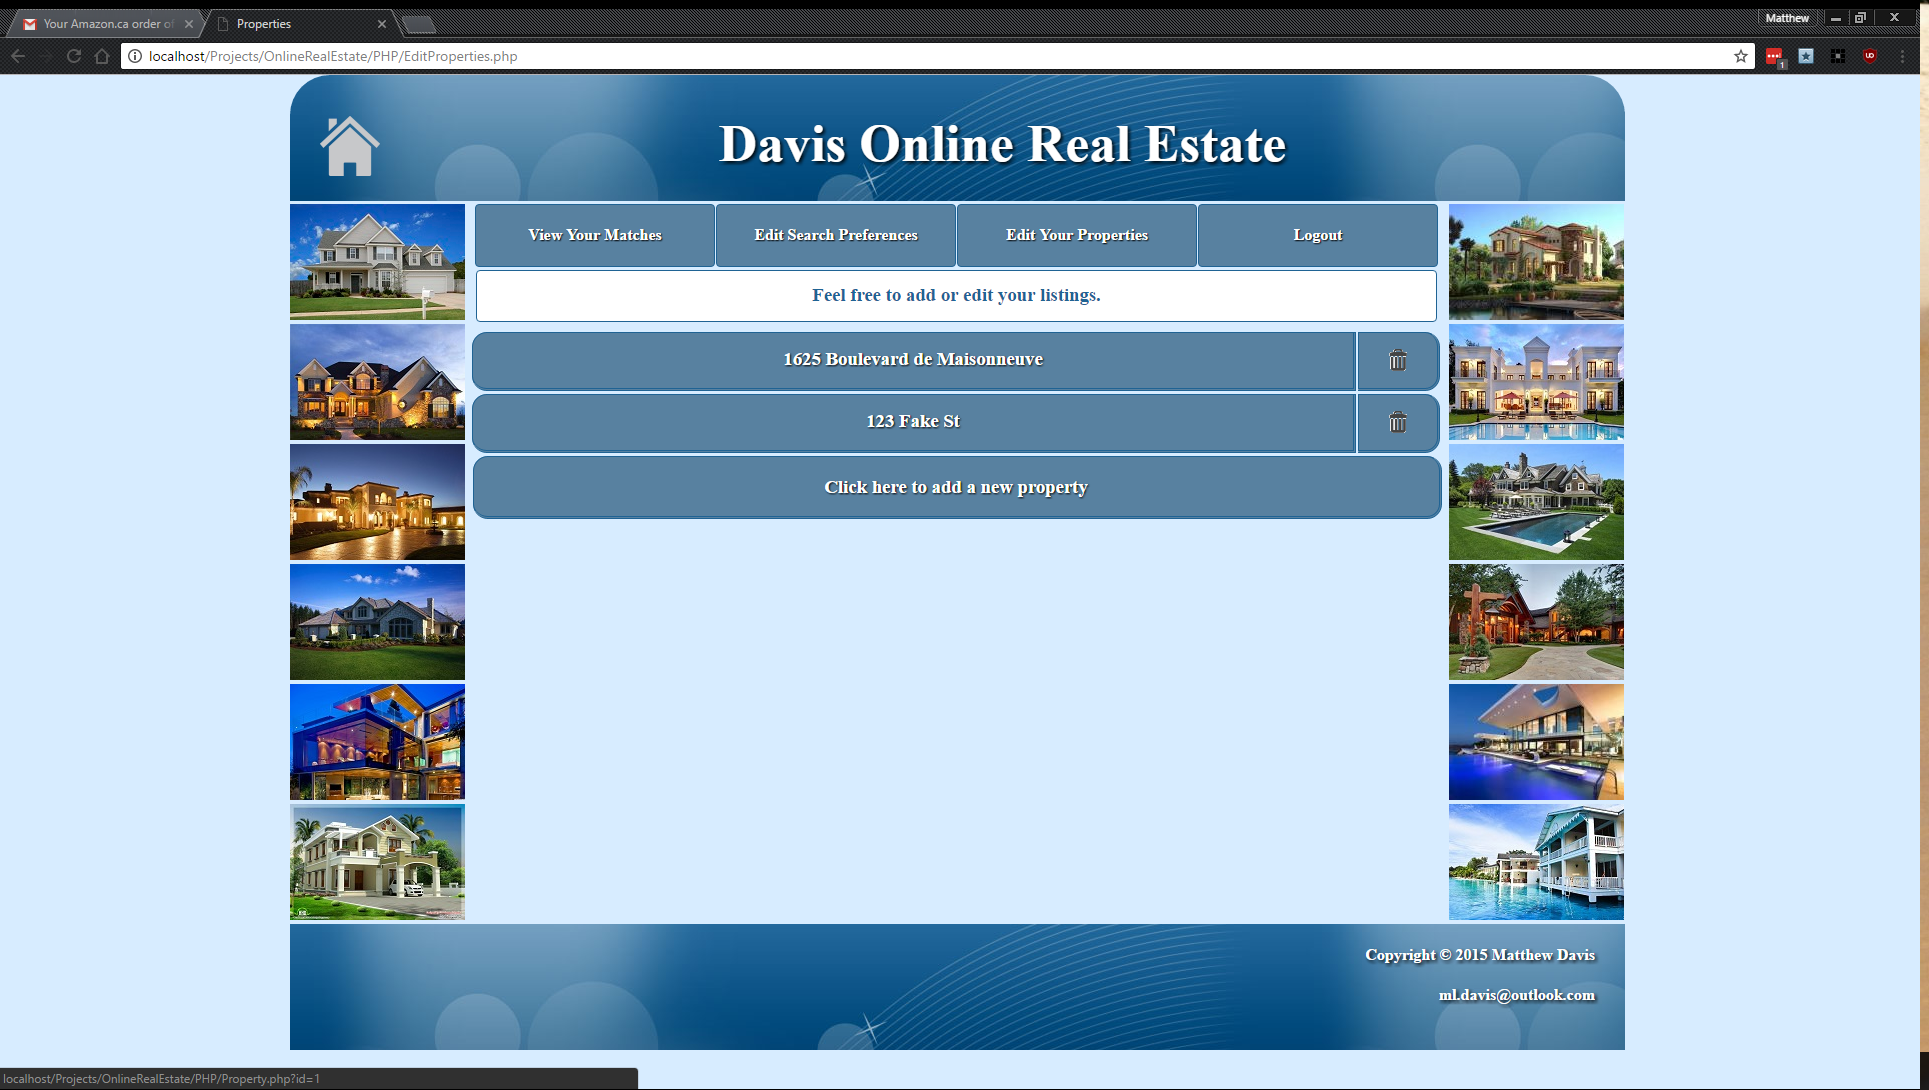 Your Amazon.ca order of
Properties
Matthew
localhost/Projects/OnlineRealEstate/PHP/EditProperties.php
1
Davis Online Real Estate
View Your Matches
Edit Search Preferences
Edit Your Properties
Logout
Feel free to add or edit your listings.
1625 Boulevard de Maisonneuve
123 Fake St
Click here to add a new property
Copyright © 2015 Matthew Davis
ml.davis@outlook.com
localhost/Projects/OnlineRealEstate/PHP/Property.php?id=1